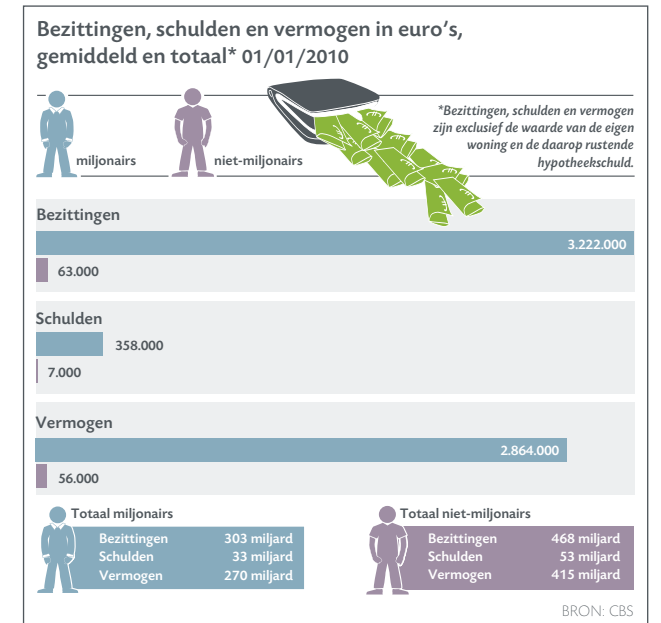 Bezittingen, schulden en vermogen in euro's,
gemiddeld en totaal* 01/01/2010
miljonairs
niet-miljonairs
*Bezittingen, schulden en vermogen
zijn exclusief de waarde van de eigen
woning en de daarop rustende
hypotheekschuld.
Bezittingen
3.222.000
63.000
Schulden
358.000
7.000
Vermogen
2.864.000
56.000
Totaal miljonairs
Bezittingen 303 miljard
Schulden 33 miljard
Vermogen 270 miljard
Totaal niet-miljonairs
Bezittingen 468 miljard
Schulden 53 miljard
Vermogen 415 miljard
BRON: CBS